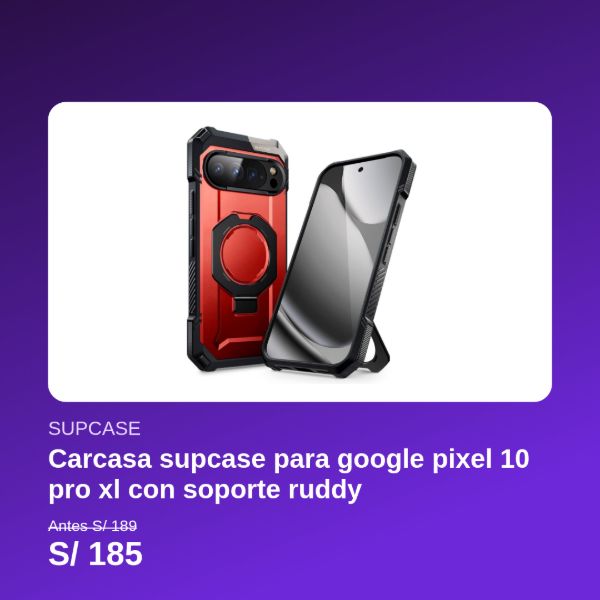 SUPCASE
Carcasa supcase para google pixel 10
pro xl con soporte ruddy
Antes S/ 189
S/ 185